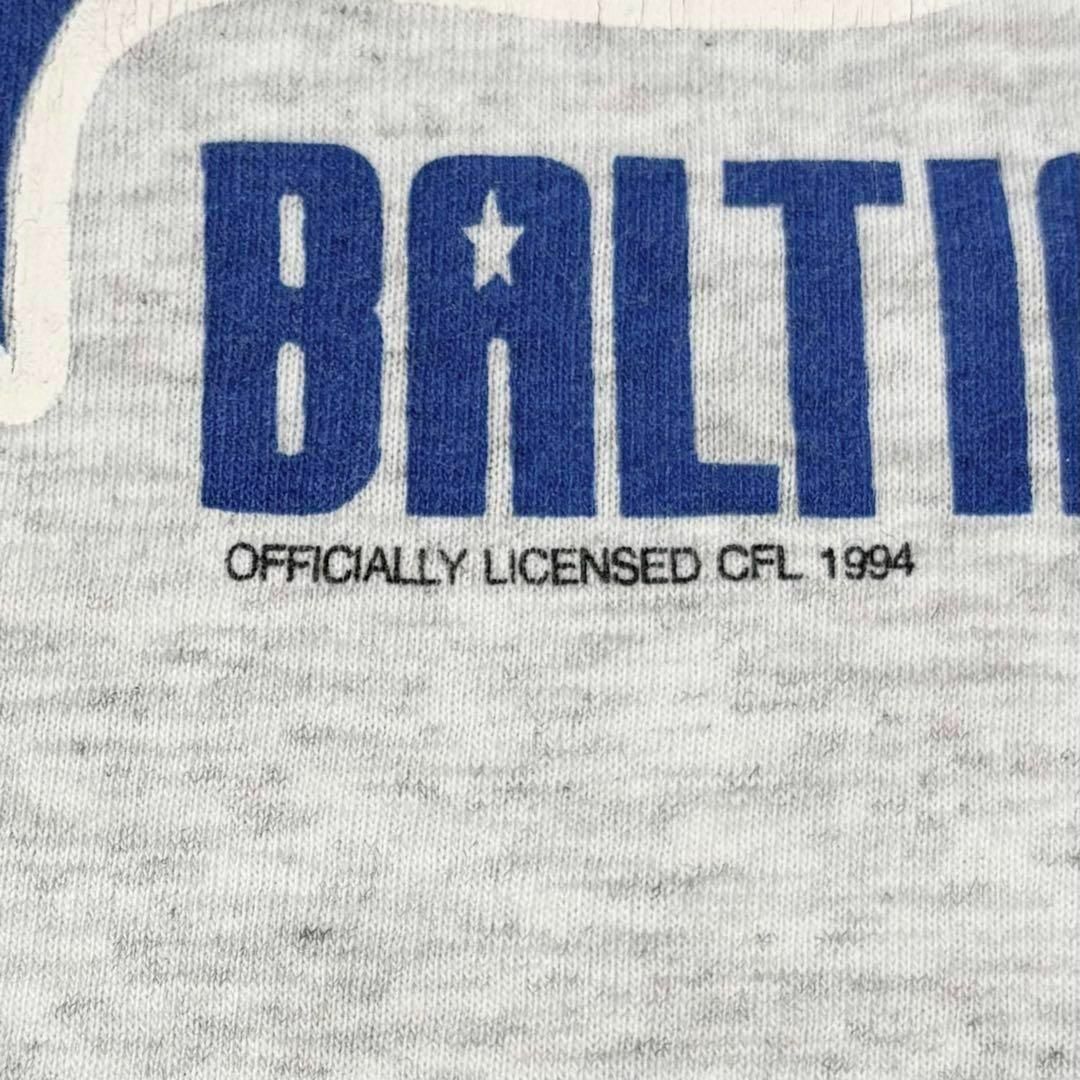 BALTI
OFFICIALLY LICENSED CFL 1994